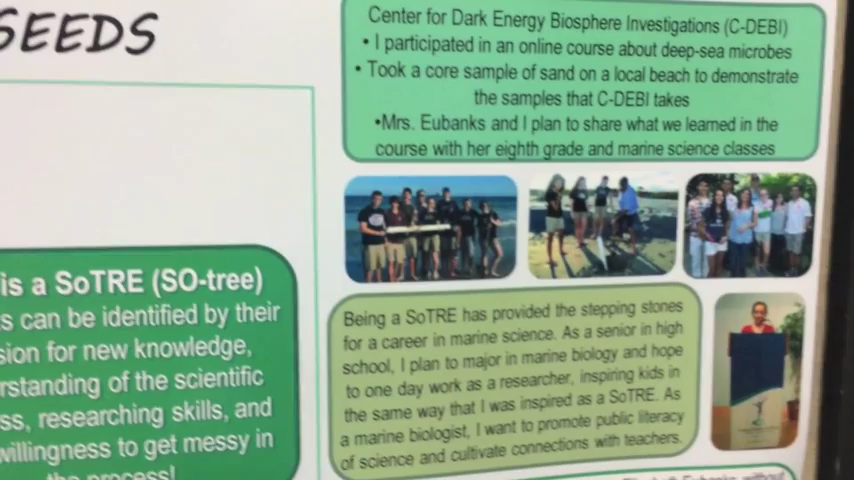 SEEDS
Center for Dark Energy Biosphere Investigations (C-DEBI)
• I participated in an online course about deep-sea microbes
• Took a core sample of sand on a local beach to demonstrate
the samples that C-DEBI takes
•Mrs. Eubanks and I plan to share what we learned in the
course with her eighth grade and marine science classes
is a SoTRE (SO-tree)
s can be identified by their
sion for new knowledge,
rstanding of the scientific
ss, researching skills, and
willingness to get messy in
the process!
Being a SoTRE has provided the stepping stones
for a career in marine science. As a senior in high
school, I plan to major in marine biology and hope
to one day work as a researcher, inspiring kids in
the same way that I was inspired as a SoTRE. As
a marine biologist, I want to promote public literacy
of science and cultivate connections with teachers.
Eubanks without